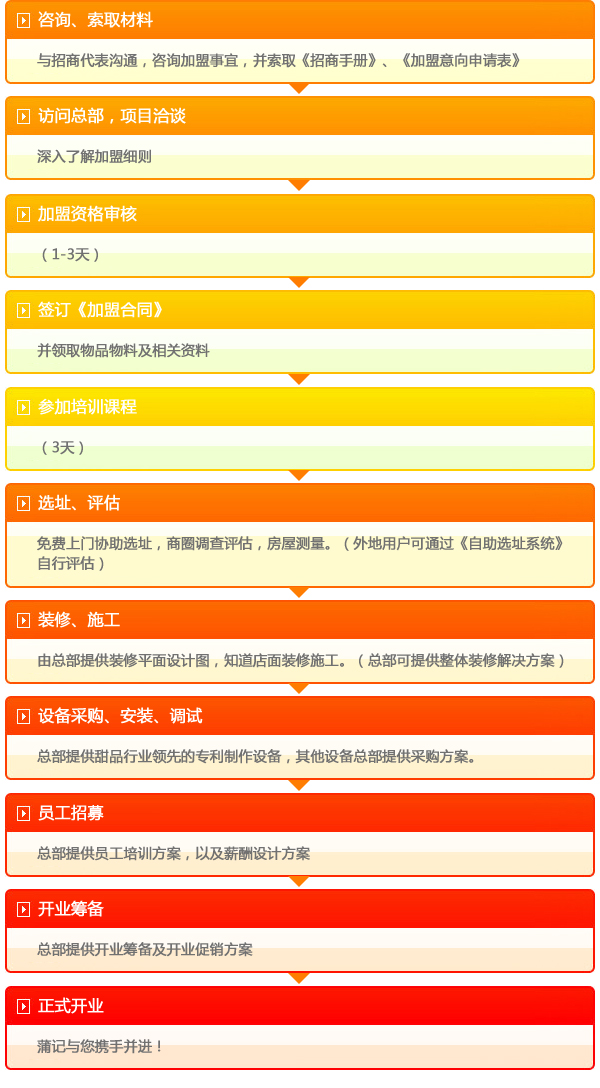 咨询、索取材料
与招商代表沟通，咨询加盟事宜，并索取《招商手册》、《加盟意向申请表》
访问总部，项目洽谈
深入了解加盟细则
加盟资格审核
（1-3天）
签订《加盟合同》
并领取物品物料及相关资料
参加培训课程
（3天）
选址、评估
免费上门协助选址，商圈调查评估，房屋测量。（外地用户可通过《自助选址系统》
自行评估）
装修、施工
由总部提供装修平面设计图，知道店面装修施工。（总部可提供整体装修解决方案）
设备采购、安装、调试
总部提供甜品行业领先的专利制作设备，其他设备总部提供采购方案。
员工招募
总部提供员工培训方案，以及薪酬设计方案
开业筹备
总部提供开业筹备及开业促销方案
正式开业
蒲记与您携手并进！